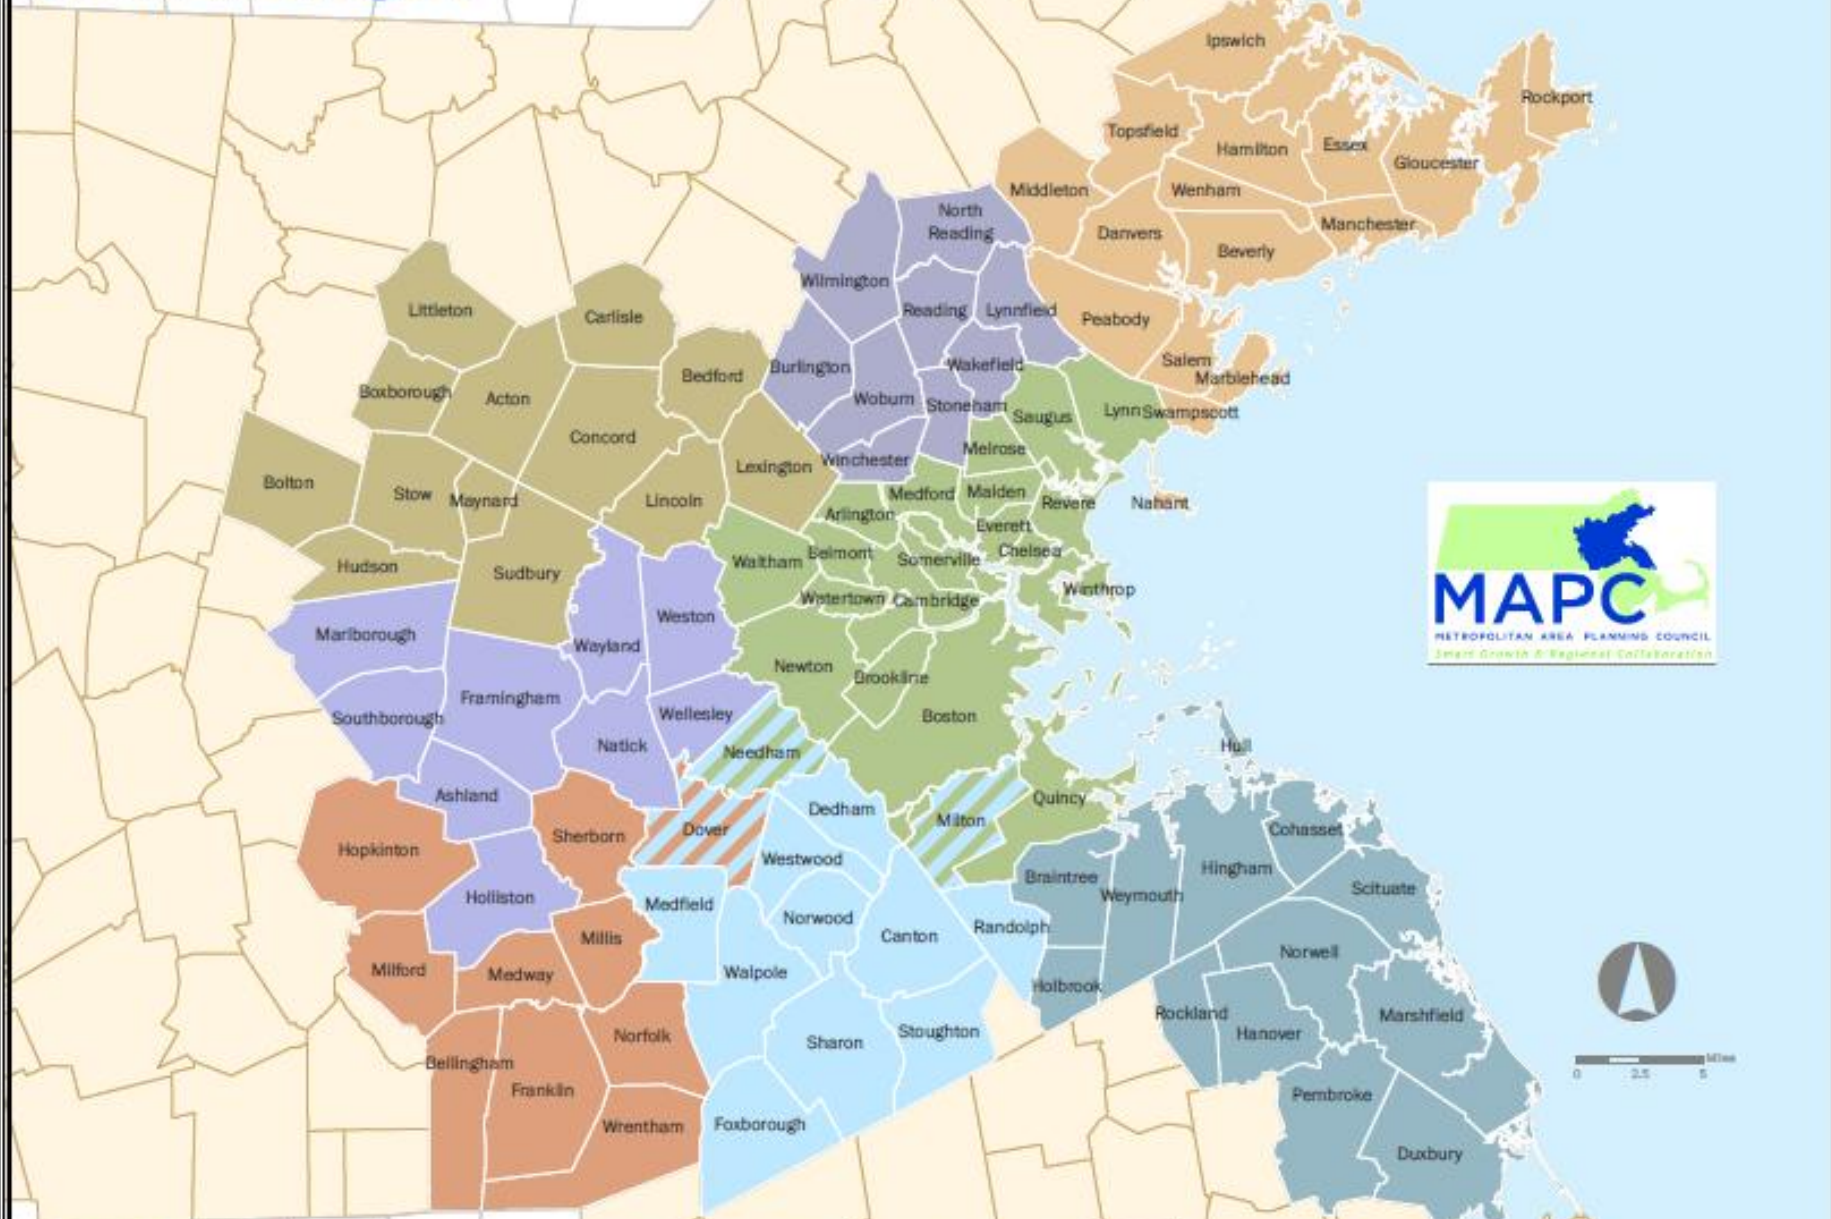 Ipswich
Rockport
Topsfield
Hamilton
Essex
Gloucester
Middleton
Wenham
North
Reading
Danvers
Manchester
Beverly
Wilmington
Littleton
Carlisle
Reading
Lynnfield
Peabody
Salem
Marblehead
Burlington
Wakefield
Bedford
Boxborough
Acton
Woburn
Stoneham
Saugus
Lynn
Swampscott
Concord
Melrose
Winchester
Lexington
Bolton
Stow
Maynard
Lincoln
Medford
Malden
Revere
Nahant
Arlington
Everett
Hudson
Sudbury
Waltham
Belmont
Somerville
Chelsea
Winthrop
Watertown
Cambridge
MAPC
METROPOLITAN AREA PLANNING COUNCIL
Smart Growth & Regional Collaboration
Marlborough
Weston
Wayland
Newton
Brookline
Framingham
Southborough
Wellesley
Boston
Natick
Needham
Hull
Ashland
Quincy
Dedham
Milton
Dover
Sherborn
Cohasset
Hopkinton
Westwood
Hingham
Braintree
Weymouth
Scituate
Holliston
Medfield
Norwood
Randolph
Canton
Millis
Norwell
Milford
Medway
Walpole
Holbrook
Rockland
Marshfield
Hanover
Norfolk
Sharon
Stoughton
Bellingham
Franklin
Miles
0 2.5 5
Pembroke
Wrentham
Foxborough
Duxbury